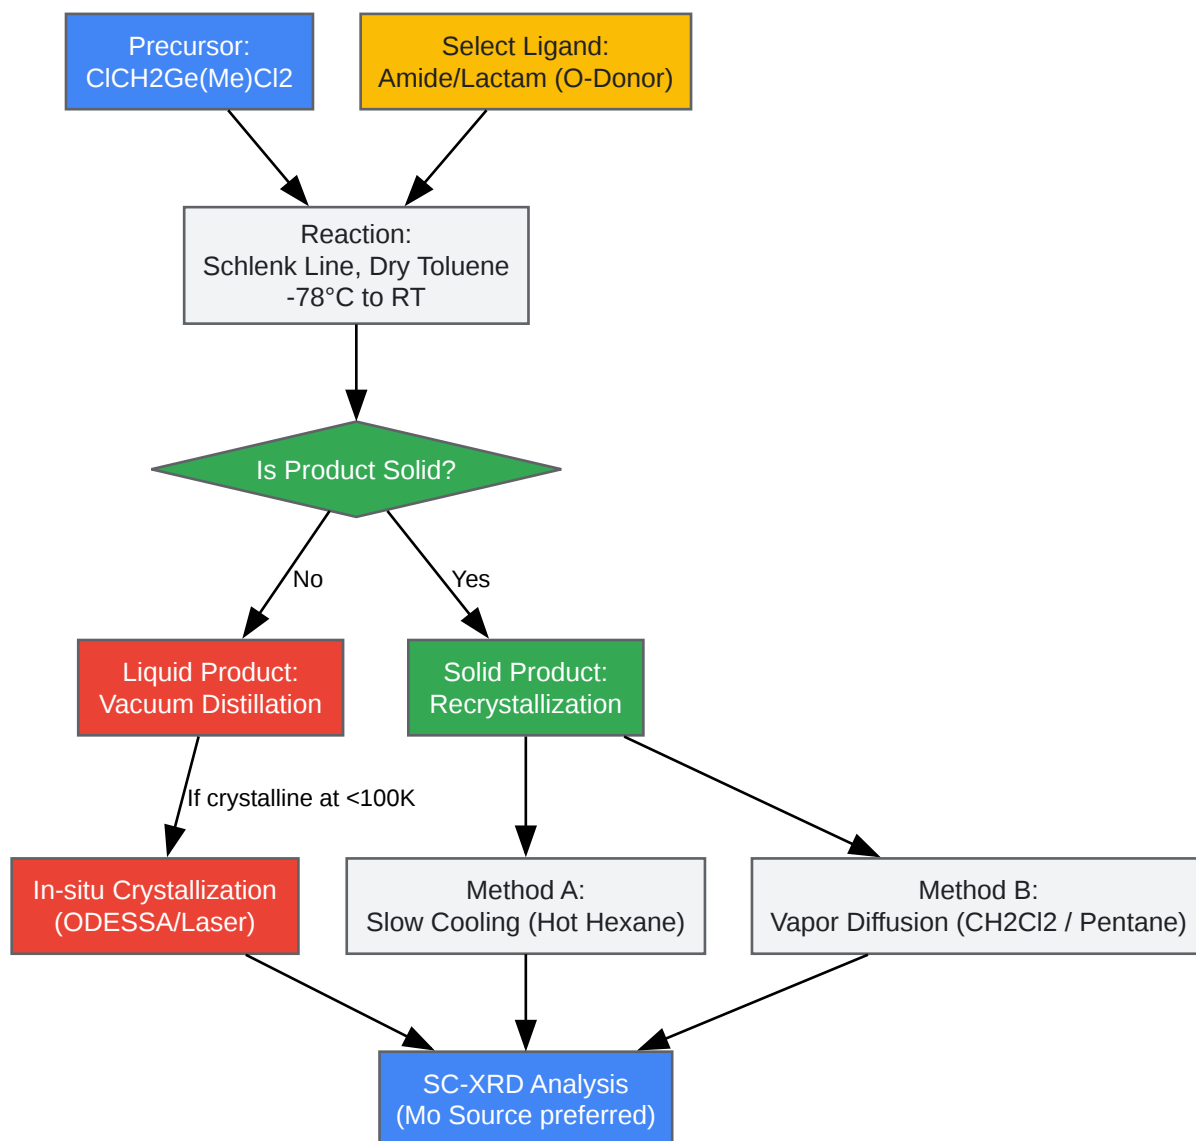 Precursor:
ClCH2Ge(Me)Cl2
Select Ligand:
Amide/Lactam (O-Donor)
Reaction:
Schlenk Line, Dry Toluene
-78°C to RT
Is Product Solid?
No
Yes
Liquid Product:
Vacuum Distillation
Solid Product:
Recrystallization
If crystalline at <100K
In-situ Crystallization
(ODESSA/Laser)
Method A:
Slow Cooling (Hot Hexane)
Method B:
Vapor Diffusion (CH2Cl2 / Pentane)
SC-XRD Analysis
(Mo Source preferred)